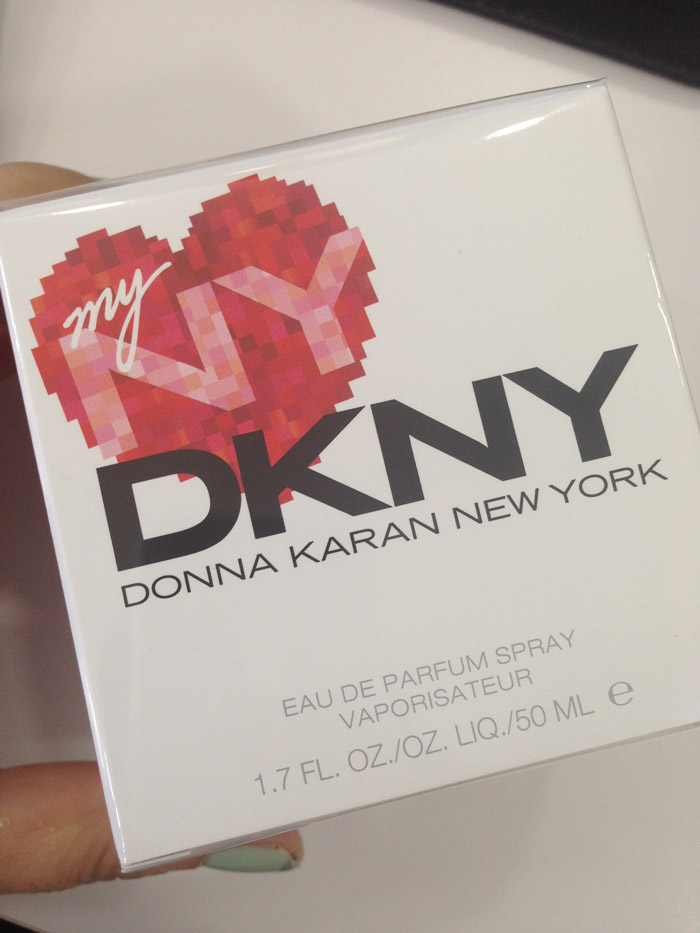 my
NY
DKNY
DONNA KARAN NEW YORK
EAU DE PARFUM SPRAY
VAPORISATEUR
1.7 FL. OZ./OZ. LIQ./50 ML ℮